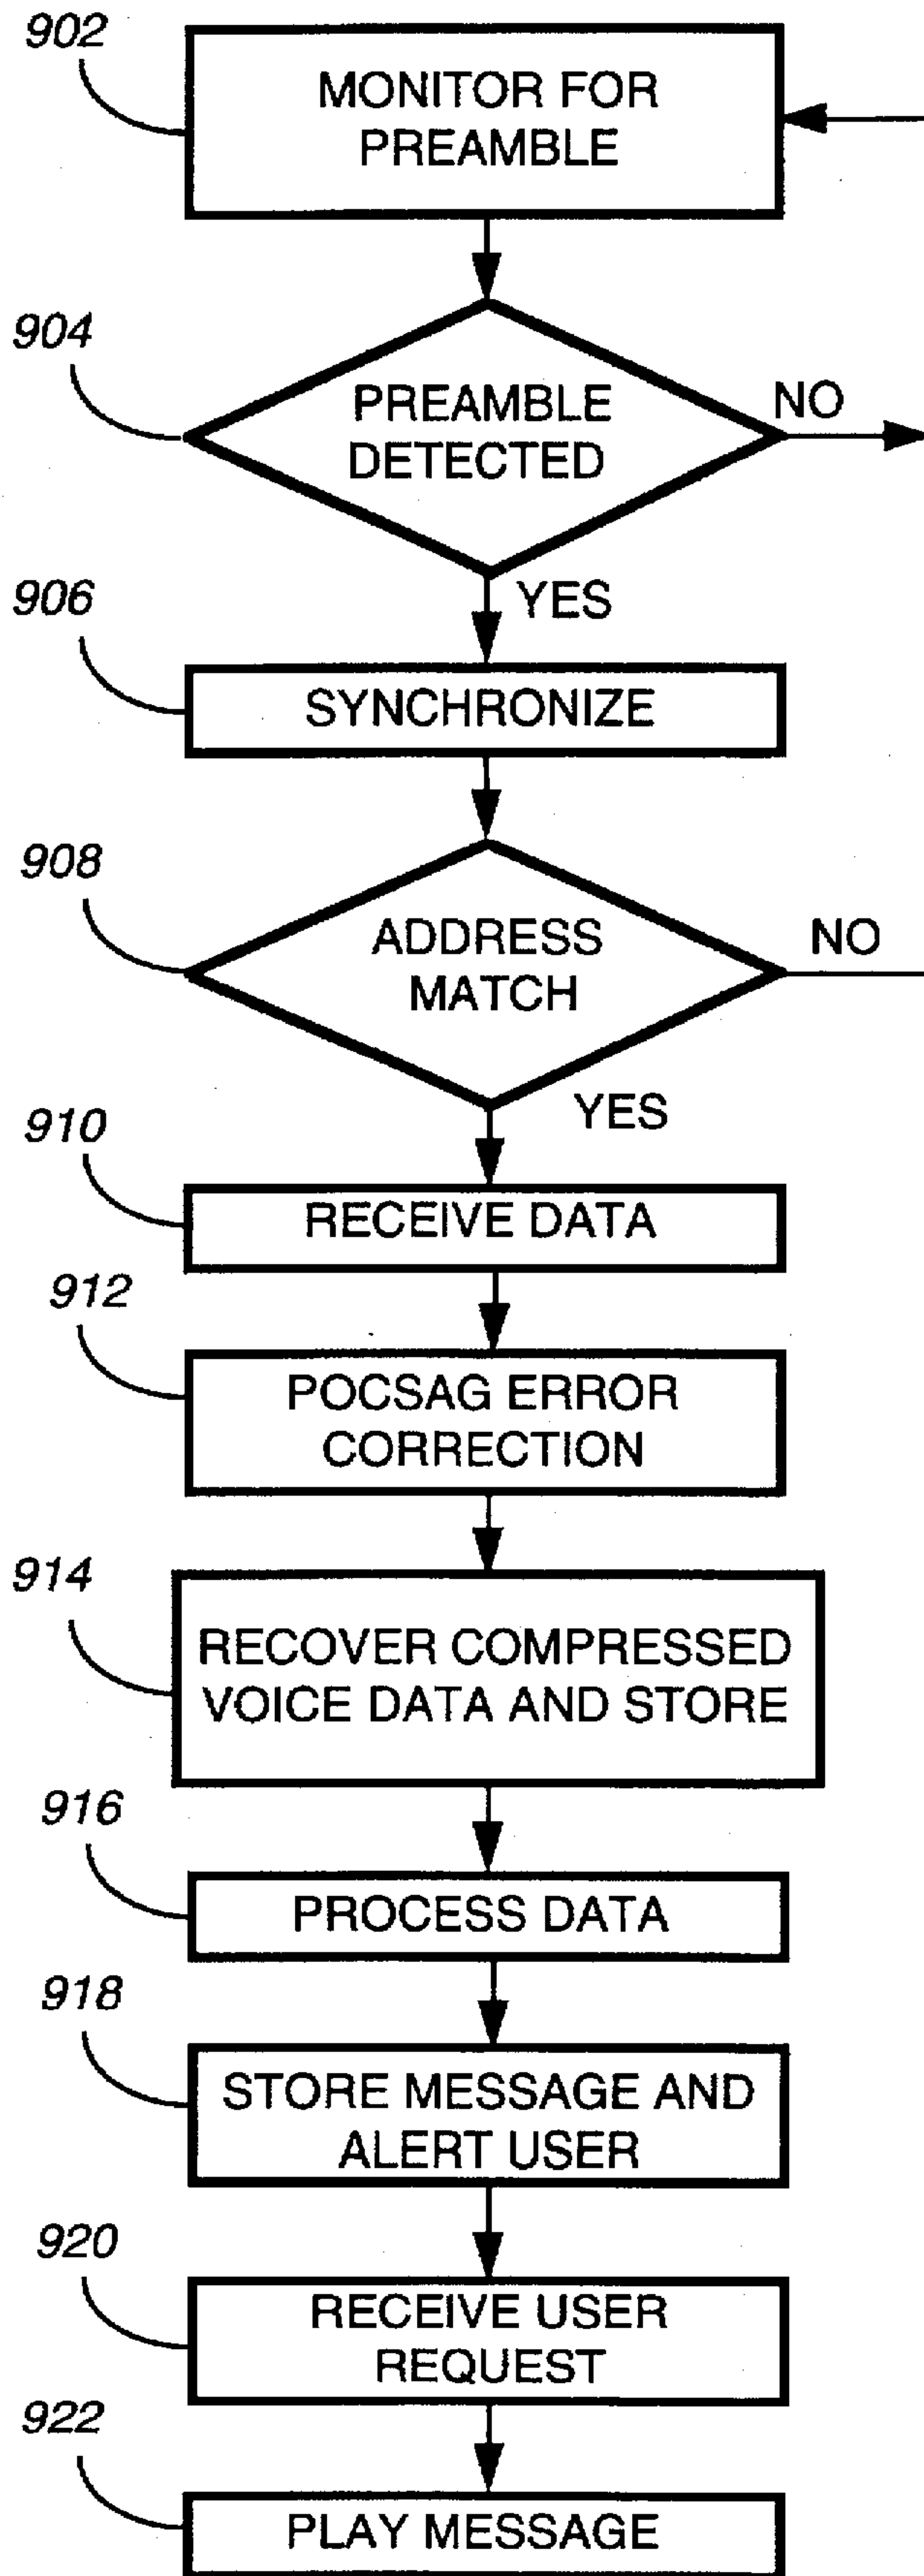 902
MONITOR FOR
PREAMBLE
904
PREAMBLE
DETECTED
NO
YES
906
SYNCHRONIZE
908
ADDRESS
MATCH
NO
YES
910
RECEIVE DATA
912
POCSAG ERROR
CORRECTION
914
RECOVER COMPRESSED
VOICE DATA AND STORE
916
PROCESS DATA
918
STORE MESSAGE AND
ALERT USER
920
RECEIVE USER
REQUEST
922
PLAY MESSAGE